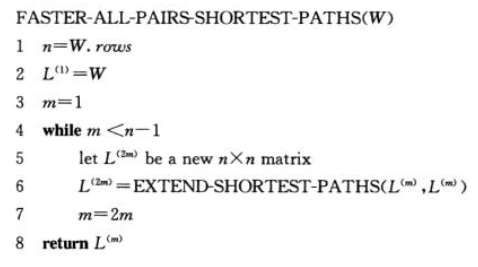 FASTER-ALL-PAIRS-SHORTEST-PATHS(W)
1 n=W. rows
2 L⁽¹⁾=W
3 m=1
4 while m <n-1
5 let L⁽²ᵐ⁾ be a new n×n matrix
6 L⁽²ᵐ⁾=EXTEND-SHORTEST-PATHS(L⁽ᵐ⁾,L⁽ᵐ⁾)
7 m=2m
8 return L⁽ᵐ⁾